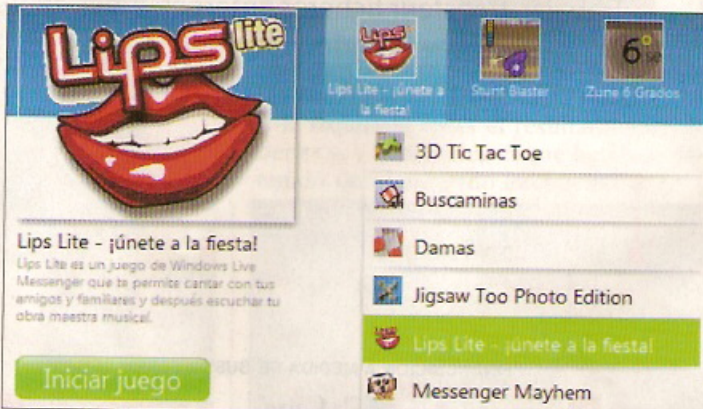 Lips lite
Lips Lite - ¡únete a la fiesta!
Lips Lite es un juego de Windows Live
Messenger que te permite cantar con tus
amigos y familiares y después escuchar tu
obra maestra musical.
Iniciar juego
Lips
Lips Lite - ¡únete a
la fiesta!
Stunt Blaster
6°
Zune 6 Grados
3D Tic Tac Toe
Buscaminas
Damas
Jigsaw Too Photo Edition
Lips Lite - ¡únete a la fiesta!
Messenger Mayhem